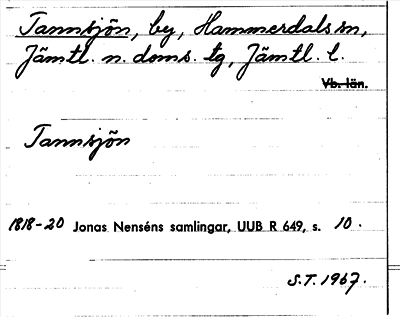 Tannsjön, by, Hammerdals sn,
Jämtl. n. doms. tg, Jämtl. l.
Vb. län.
Tannsjön
1818-20 Jonas Nenséns samlingar, UUB R 649, s. 10.
S.T. 1967.